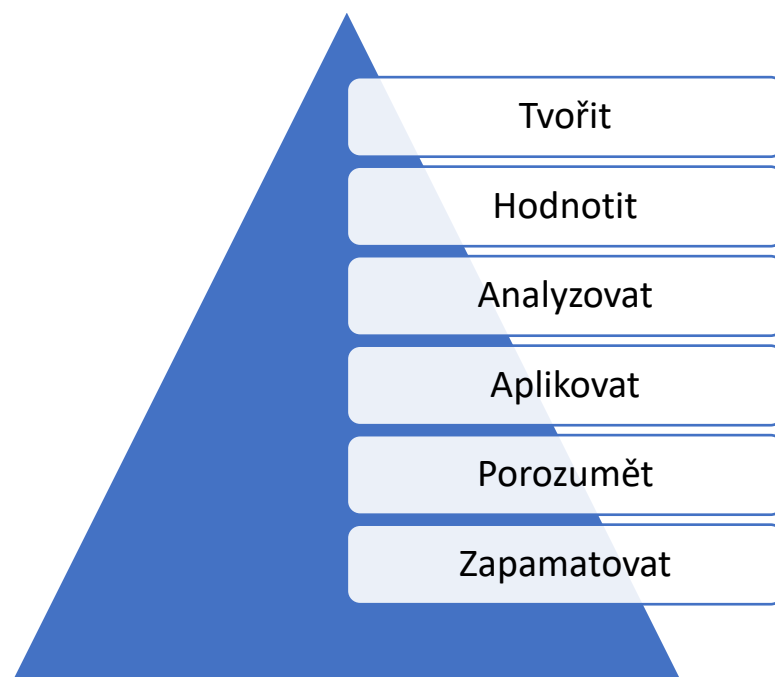 Tvořit
Hodnotit
Analyzovat
Aplikovat
Porozumět
Zapamatovat